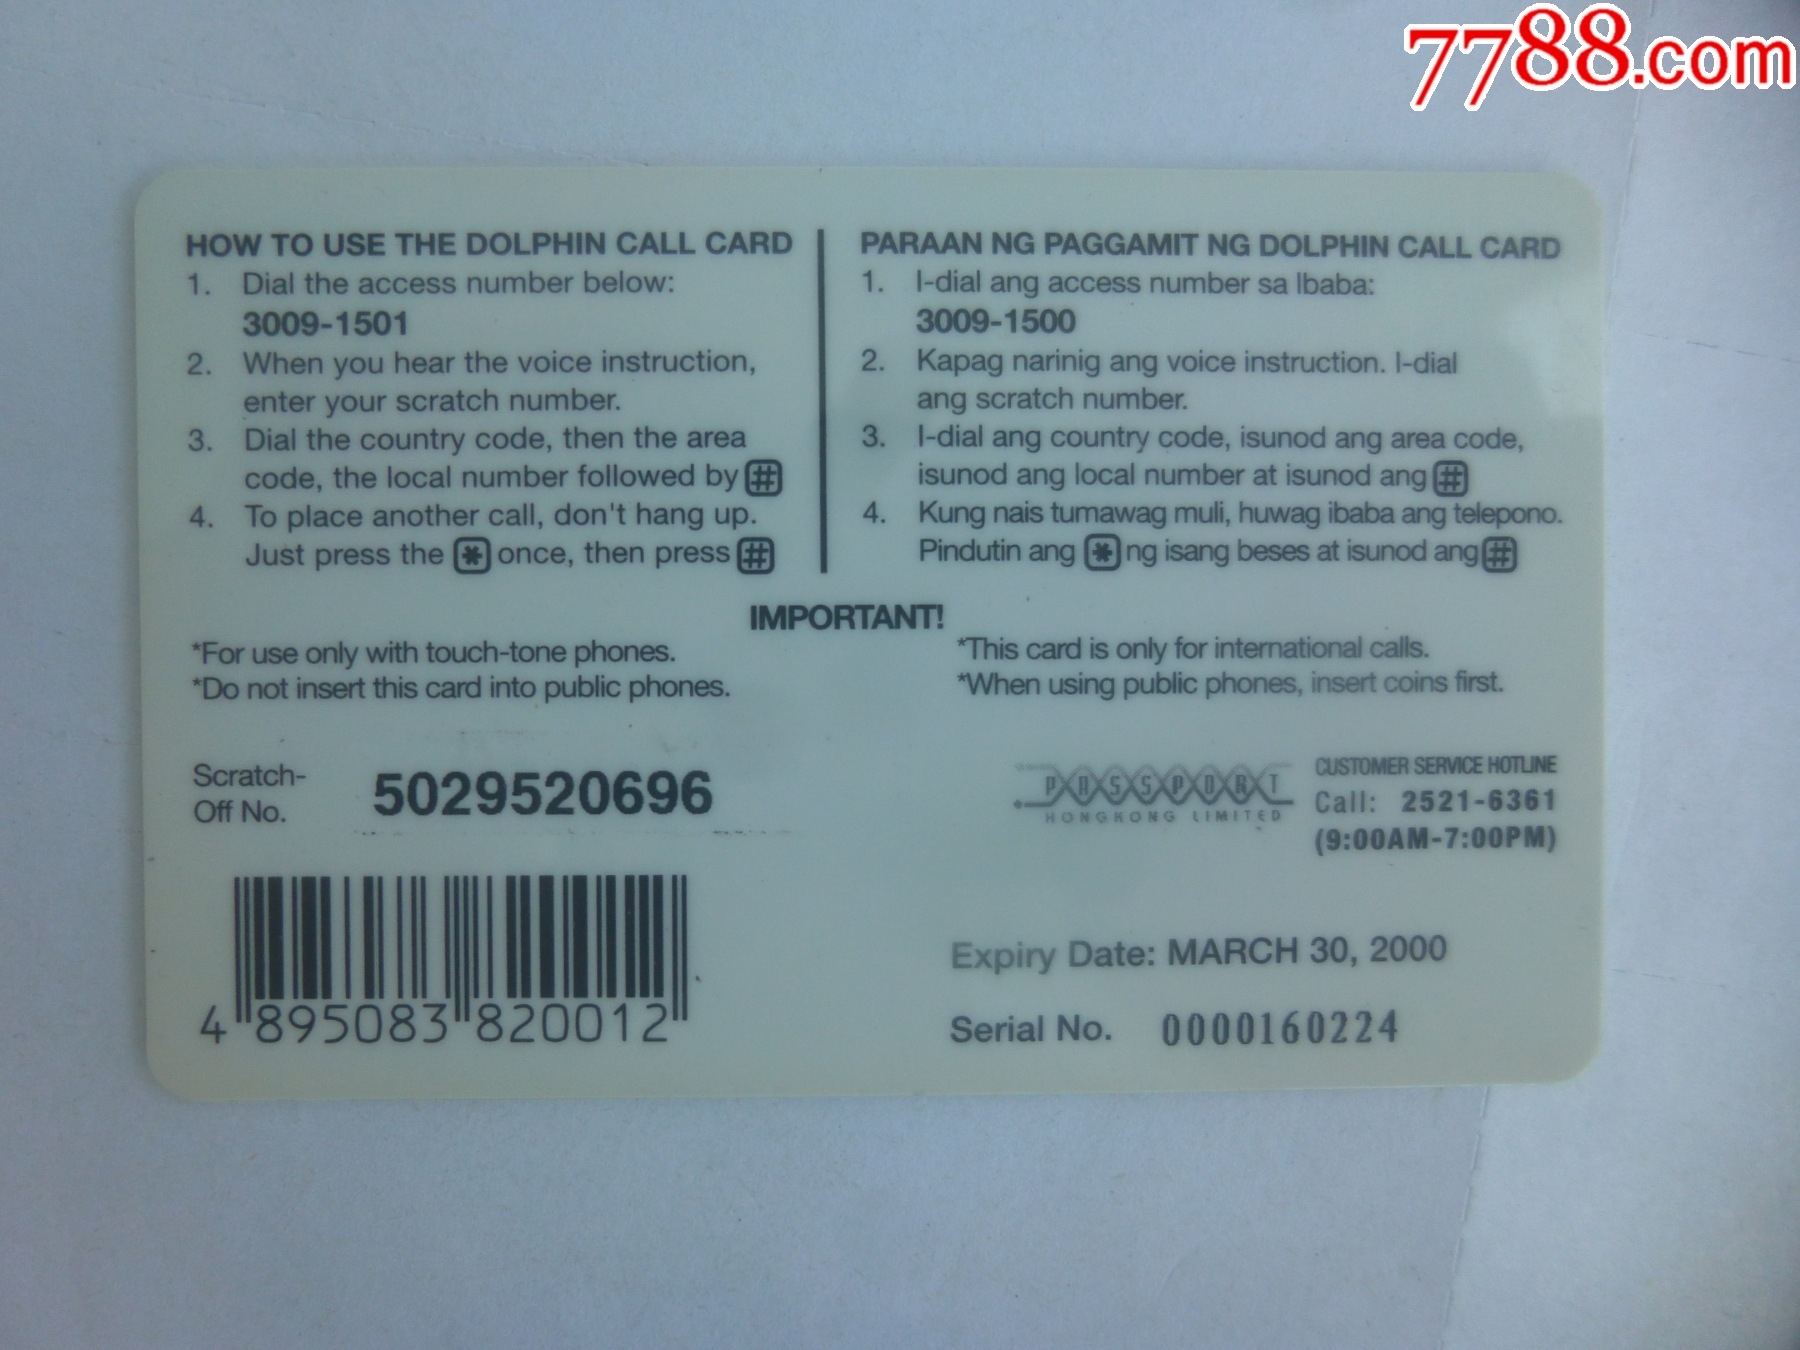 7788.com
HOW TO USE THE DOLPHIN CALL CARD
1. Dial the access number below:
3009-1501
2. When you hear the voice instruction,
enter your scratch number.
3. Dial the country code, then the area
code, the local number followed by #
4. To place another call, don't hang up.
Just press the * once, then press #
PARAAN NG PAGGAMIT NG DOLPHIN CALL CARD
1. I-dial ang access number sa Ibaba:
3009-1500
2. Kapag narinig ang voice instruction. I-dial
ang scratch number.
3. I-dial ang country code, isunod ang area code,
isunod ang local number at isunod ang #
4. Kung nais tumawag muli, huwag ibaba ang telepono.
Pindutin ang * ng isang beses at isunod ang #
IMPORTANT!
*For use only with touch-tone phones.
*Do not insert this card into public phones.
*This card is only for international calls.
*When using public phones, insert coins first.
Scratch-
Off No.
5029520696
PASSPORT
HONGKONG LIMITED
CUSTOMER SERVICE HOTLINE
Call: 2521-6361
(9:00AM-7:00PM)
4 895083 820012
Expiry Date: MARCH 30, 2000
Serial No. 0000160224